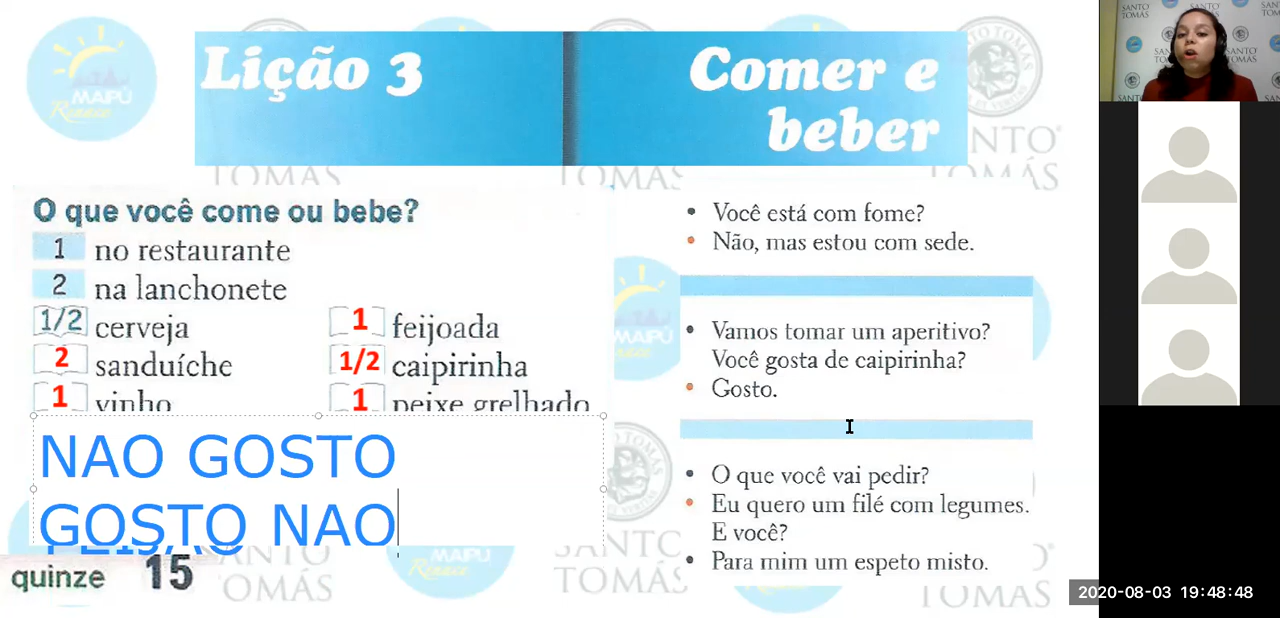 Lição 3
Comer e
beber
O que você come ou bebe?
1 no restaurante
2 na lanchonete
1/2 cerveja
1 feijoada
2 sanduíche
1/2 caipirinha
1 vinho
1 peixe grelhado
NAO GOSTO
GOSTO NAO
quinze 15
• Você está com fome?
• Não, mas estou com sede.
• Vamos tomar um aperitivo?
Você gosta de caipirinha?
• Gosto.
• O que você vai pedir?
• Eu quero um filé com legumes.
E você?
• Para mim um espeto misto.
MAIPÚ
Renace
SANTO
TOMÁS
2020-08-03 19:48:48